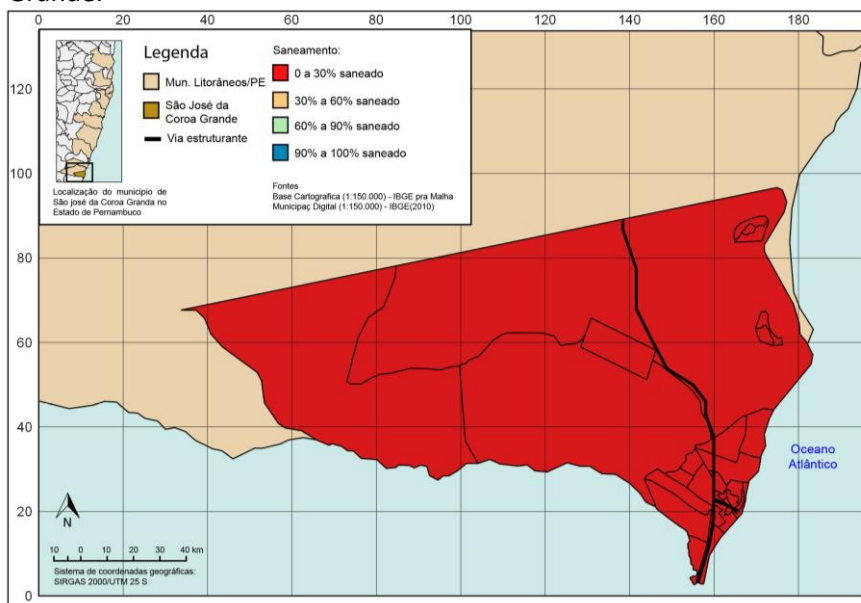 Grande.
0 20 40 60 80 100 120 140 160 180
120
100
80
60
40
20
0
Legenda
Mun. Litorâneos/PE
São José da
Coroa Grande
Via estruturante
Saneamento:
0 a 30% saneado
30% a 60% saneado
60% a 90% saneado
90% a 100% saneado
Fontes
Base Cartografica (1:150.000) - IBGE pra Malha
Municipaç Digital (1:150.000) - IBGE(2010)
Localização do municipio de
São josé da Coroa Granda no
Estado de Pernambuco
Oceano
Atlântico
N
10 0 10 20 40 km
Sistema de coordenadas geográficas:
SIRGAS 2000/UTM 25 S